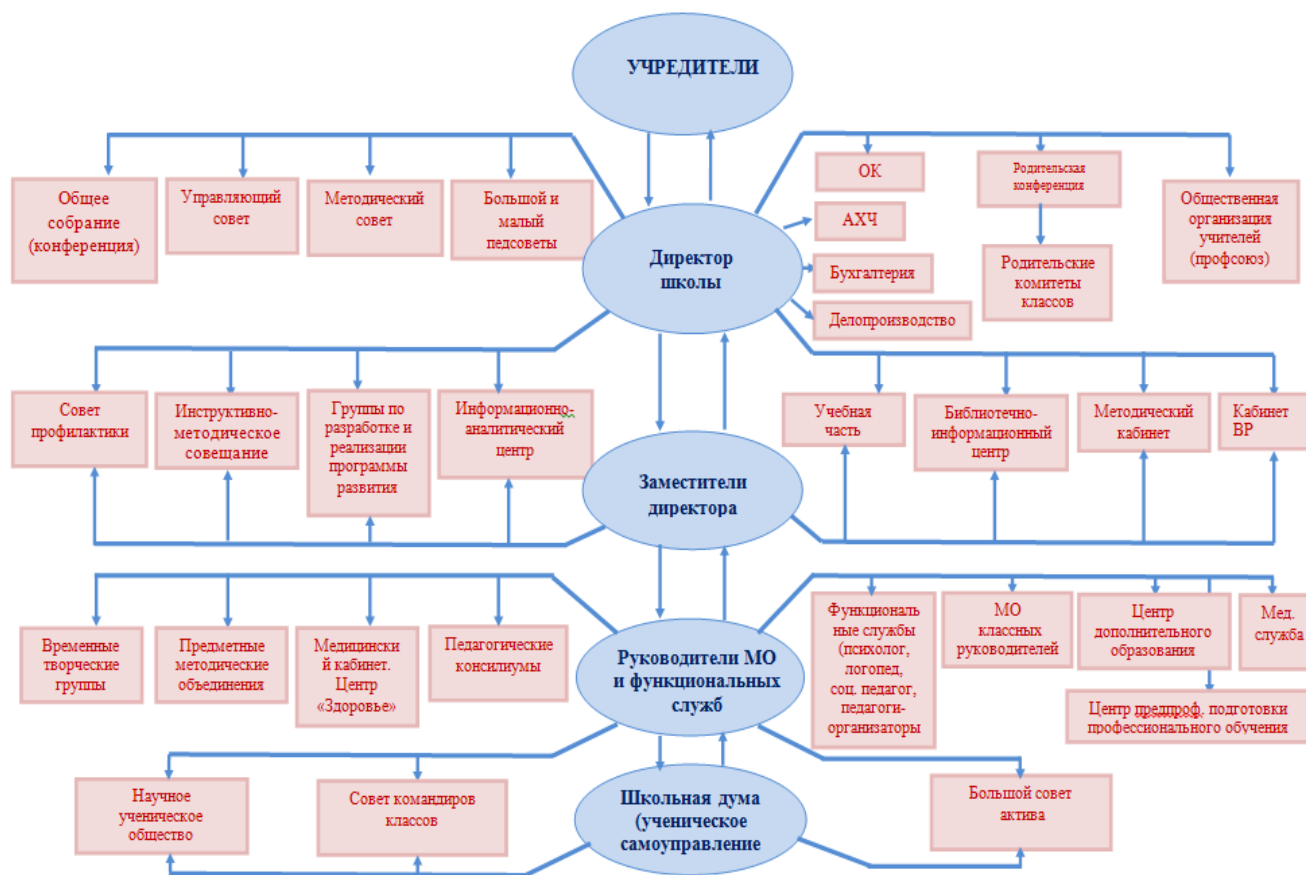 УЧРЕДИТЕЛИ
Общее
собрание
(конференция)
Управляющий
совет
Методический
совет
Большой и
малый
педсоветы
Директор
школы
ОК
АХЧ
Бухгалтерия
Делопроизводство
Родительская
конференция
Родительские
комитеты
классов
Общественная
организация
учителей
(профсоюз)
Совет
профилактики
Инструктивно-
методическое
совещание
Группы по
разработке и
реализации
программы
развития
Информационно-
аналитический
центр
Заместители
директора
Учебная
часть
Библиотечно-
информационный
центр
Методический
кабинет
Кабинет
ВР
Временные
творческие
группы
Предметные
методические
объединения
Медицински
й кабинет.
Центр
«Здоровье»
Педагогические
консилиумы
Руководители МО
и функциональных
служб
Функциональ
ные службы
(психолог,
логопед,
соц. педагог,
педагоги-
организаторы
МО
классных
руководителей
Центр
дополнительного
образования
Мед.
служба
Центр предпроф. подготовки
профессионального обучения
Научное
ученическое
общество
Совет командиров
классов
Школьная дума
(ученическое
самоуправление
Большой совет
актива